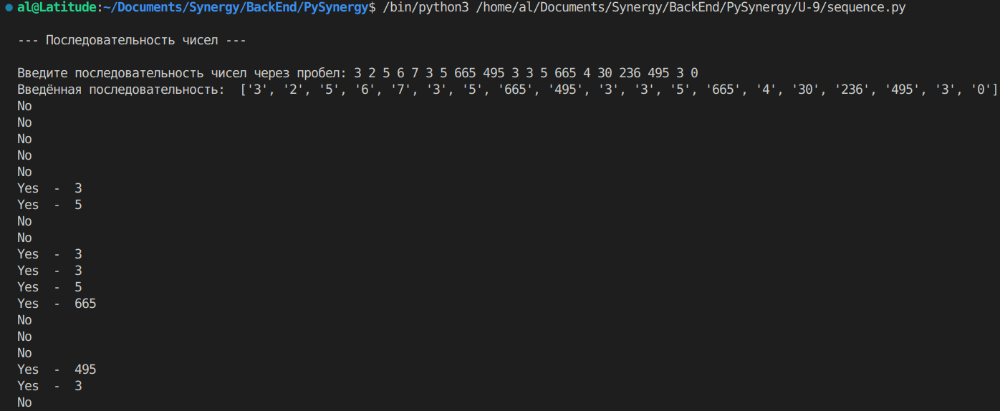 al@Latitude:~/Documents/Synergy/BackEnd/PySynergy$ /bin/python3 /home/al/Documents/Synergy/BackEnd/PySynergy/U-9/sequence.py
--- Последовательность чисел ---
Введите последовательность чисел через пробел: 3 2 5 6 7 3 5 665 495 3 3 5 665 4 30 236 495 3 0
Введённая последовательность:  ['3', '2', '5', '6', '7', '3', '5', '665', '495', '3', '3', '5', '665', '4', '30', '236', '495', '3', '0']
No
No
No
No
No
Yes  -  3
Yes  -  5
No
No
Yes  -  3
Yes  -  3
Yes  -  5
Yes  -  665
No
No
No
Yes  -  495
Yes  -  3
No